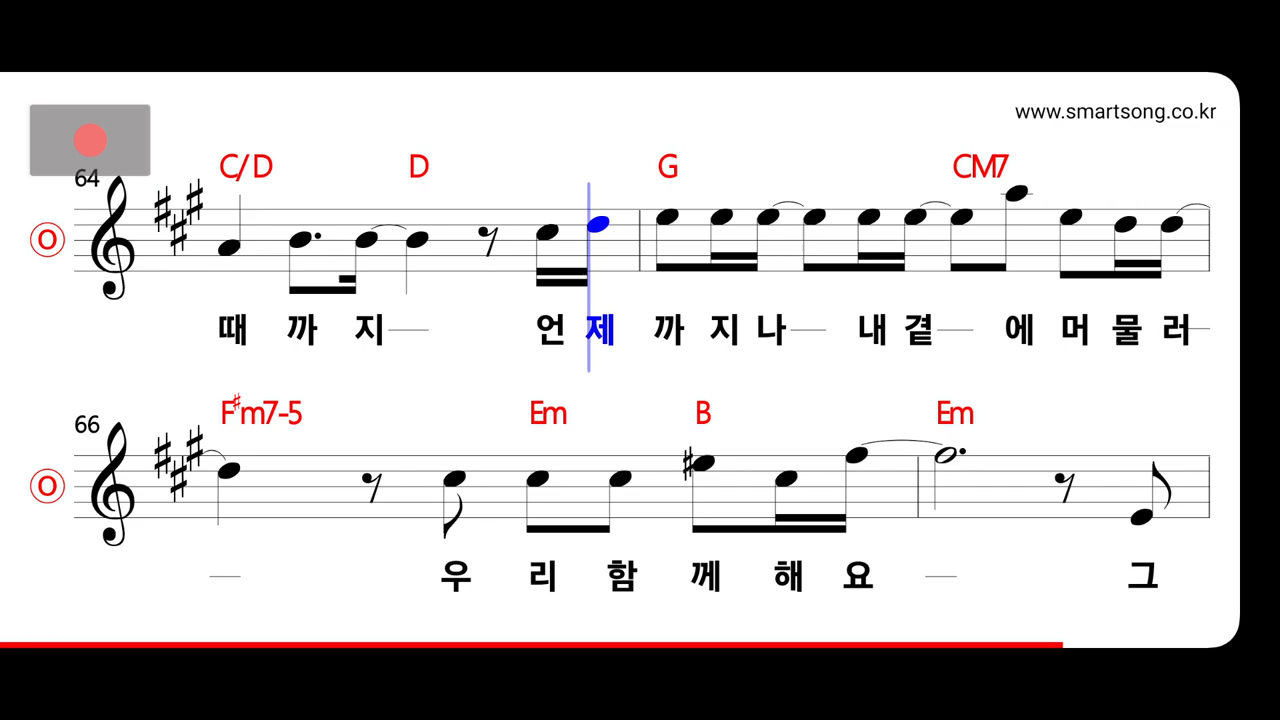 www.smartsong.co.kr
64
C/D D G CM7
O
때 까 지 언 제 까 지 나 내 곁 에 머 물 러
66
F♯m7-5 Em B Em
O
우 리 함 께 해 요 그